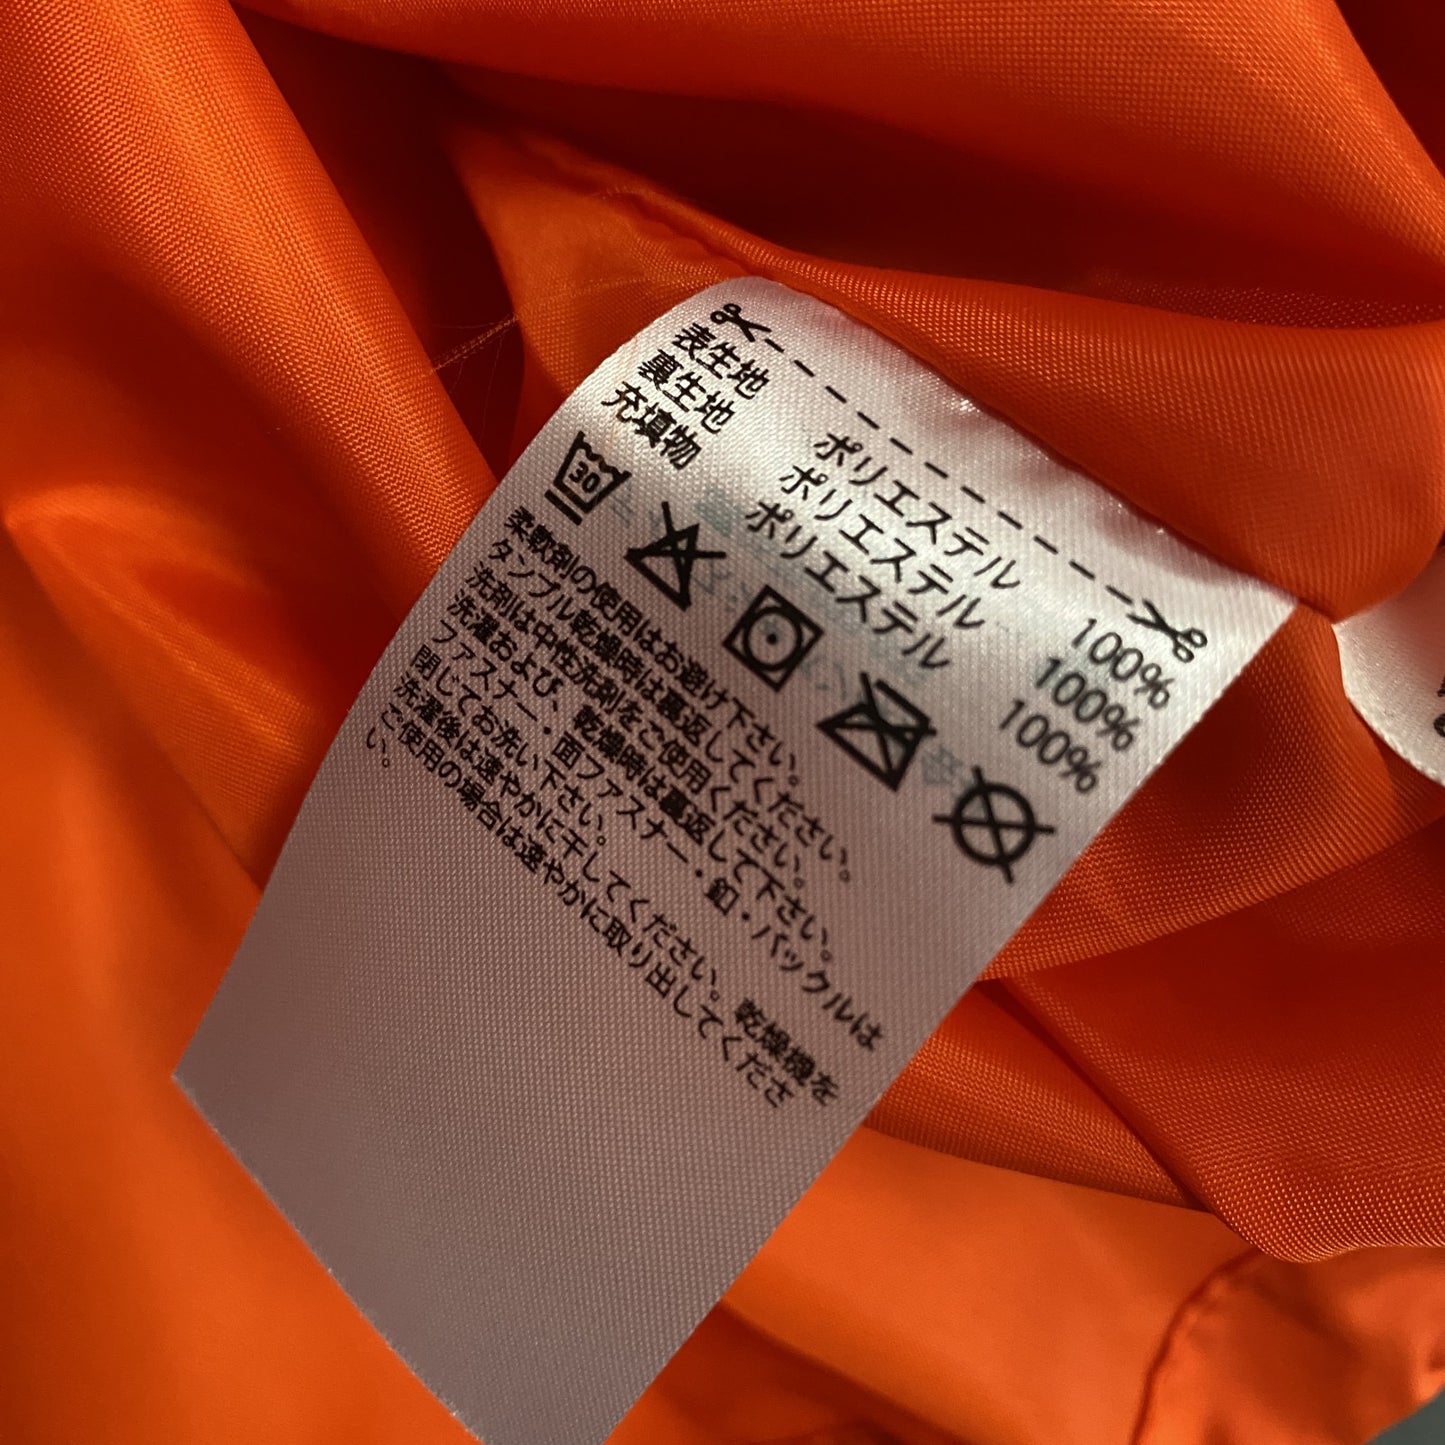 表生地 ポリエステル 100%
裏生地 ポリエステル 100%
充填物 ポリエステル 100%
30
柔軟剤の使用はお避け下さい。
タンブル乾燥時は裏返してください。
洗剤は中性洗剤をご使用ください。
洗濯および、乾燥時は裏返して下さい。
ファスナー・面ファスナー・釦・バックルは
閉じてお洗い下さい。
洗濯後は速やかに干してください。乾燥機を
ご使用の場合は速やかに取り出してくださ
い。